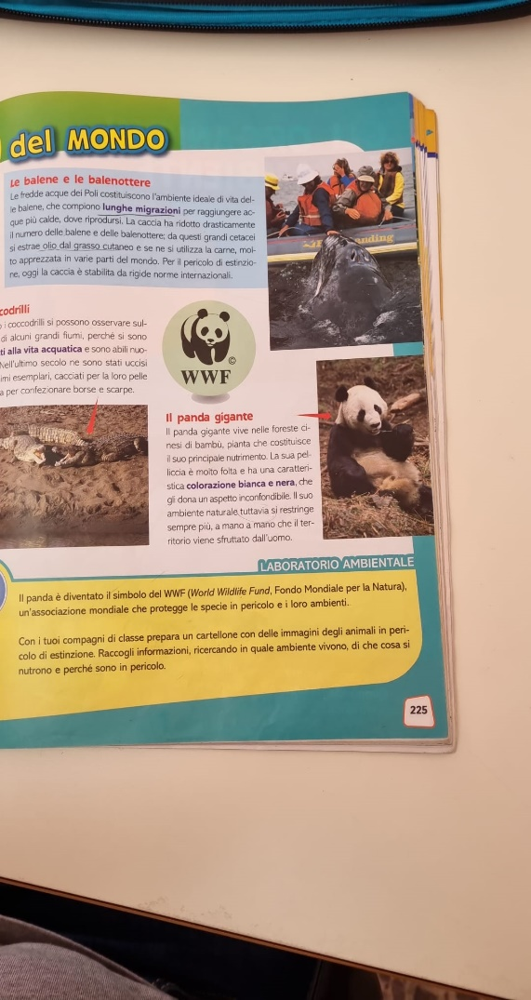 del MONDO
Le balene e le balenottere
Le fredde acque dei Poli costituiscono l'ambiente ideale di vita del-
le balene, che compiono lunghe migrazioni per raggiungere ac-
que più calde, dove riprodursi. La caccia ha ridotto drasticamente
il numero delle balene e delle balenottere; da questi grandi cetacei
si estrae olio dal grasso cutaneo e se ne si utilizza la carne, mol-
to apprezzata in varie parti del mondo. Per il pericolo di estinzio-
ne, oggi la caccia è stabilita da rigide norme internazionali.
codrilli
i coccodrilli si possono osservare sul-
di alcuni grandi fiumi, perché si sono
ti alla vita acquatica e sono abili nuo-
Nell'ultimo secolo ne sono stati uccisi
imi esemplari, cacciati per la loro pelle
a per confezionare borse e scarpe.
©
WWF
Il panda gigante
Il panda gigante vive nelle foreste ci-
nesi di bambù, pianta che costituisce
il suo principale nutrimento. La sua pel-
liccia è molto folta e ha una caratteri-
stica colorazione bianca e nera, che
gli dona un aspetto inconfondibile. Il suo
ambiente naturale tuttavia si restringe
sempre più, a mano a mano che il ter-
ritorio viene sfruttato dall'uomo.
LABORATORIO AMBIENTALE
Il panda è diventato il simbolo del WWF (World Wildlife Fund, Fondo Mondiale per la Natura),
un'associazione mondiale che protegge le specie in pericolo e i loro ambienti.
Con i tuoi compagni di classe prepara un cartellone con delle immagini degli animali in peri-
colo di estinzione. Raccogli informazioni, ricercando in quale ambiente vivono, di che cosa si
nutrono e perché sono in pericolo.
225